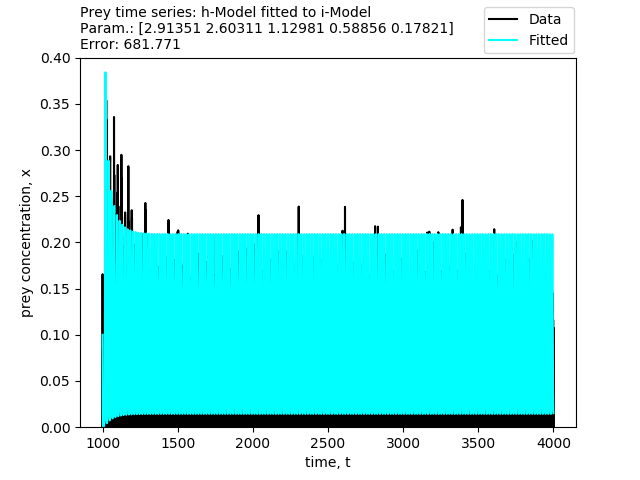 Prey time series: h-Model fitted to i-Model
Param.: [2.91351 2.60311 1.12981 0.58856 0.17821]
Error: 681.771
Data
Fitted
0.40
0.35
0.30
0.25
0.20
0.15
0.10
0.05
0.00
prey concentration, x
1000 1500 2000 2500 3000 3500 4000
time, t